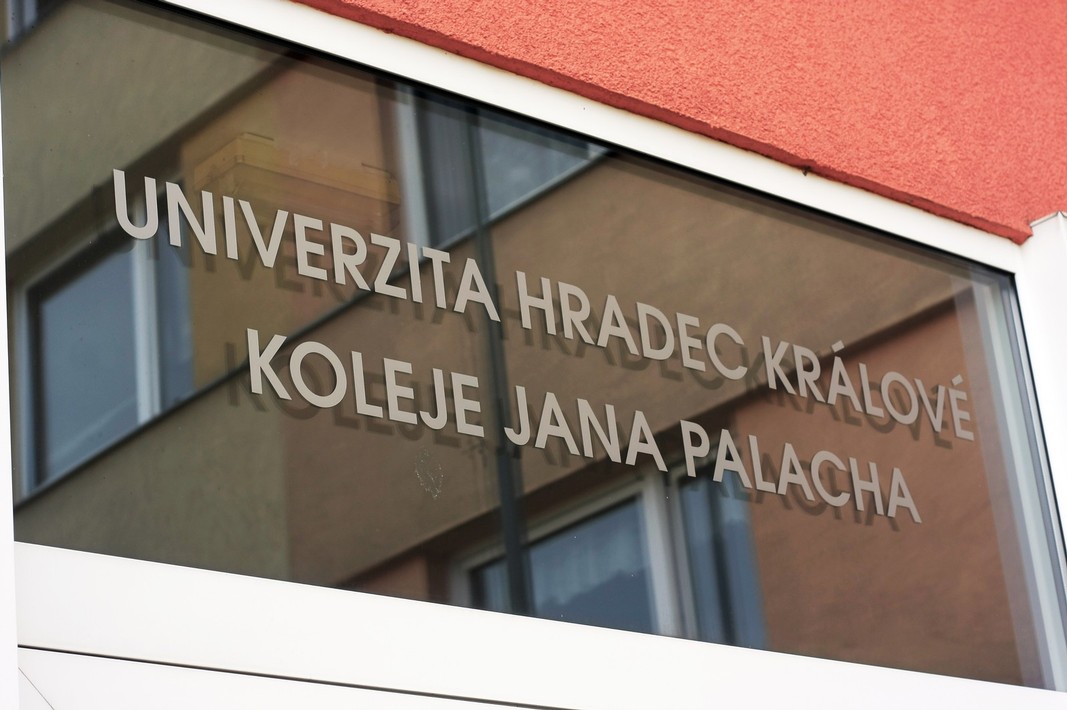 UNIVERZITA HRADEC KRÁLOVÉ
KOLEJE JANA PALACHA